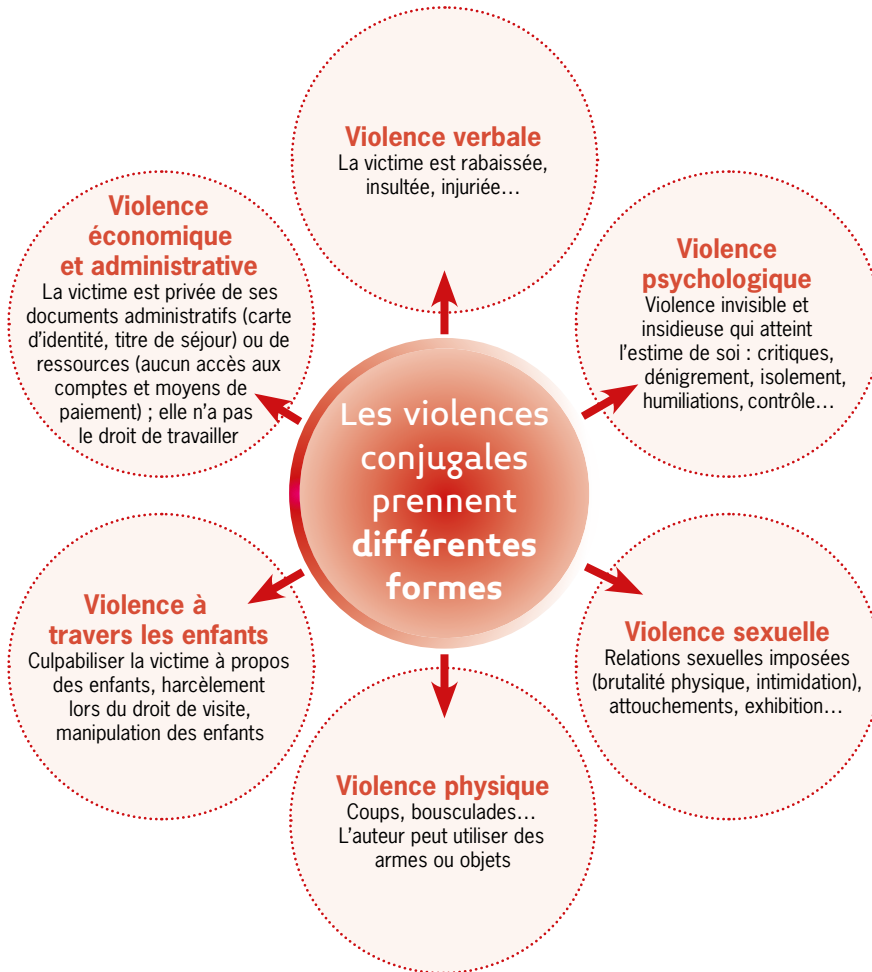 Les violences
conjugales
prennent
différentes
formes
Violence verbale
La victime est rabaissée,
insultée, injuriée…
Violence
psychologique
Violence invisible et
insidieuse qui atteint
l’estime de soi : critiques,
dénigrement, isolement,
humiliations, contrôle…
Violence sexuelle
Relations sexuelles imposées
(brutalité physique, intimidation),
attouchements, exhibition…
Violence physique
Coups, bousculades…
L’auteur peut utiliser des
armes ou objets
Violence à
travers les enfants
Culpabiliser la victime à propos
des enfants, harcèlement
lors du droit de visite,
manipulation des enfants
Violence
économique
et administrative
La victime est privée de ses
documents administratifs (carte
d’identité, titre de séjour) ou de
ressources (aucun accès aux
comptes et moyens de
paiement) ; elle n’a pas
le droit de travailler